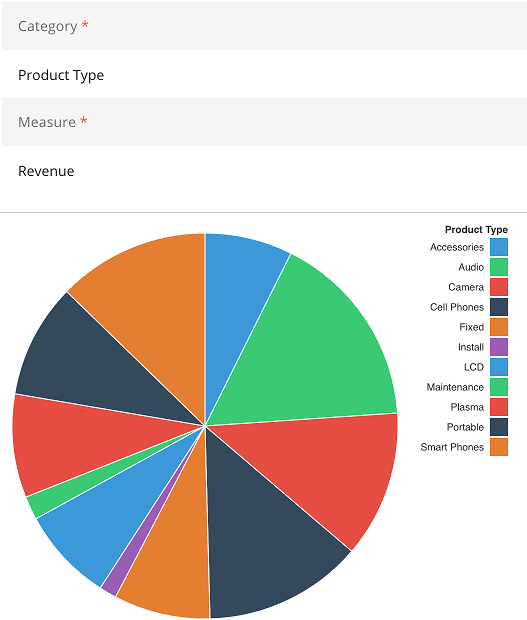 Category *
Product Type
Measure *
Revenue
Product Type
Accessories
Audio
Camera
Cell Phones
Fixed
Install
LCD
Maintenance
Plasma
Portable
Smart Phones